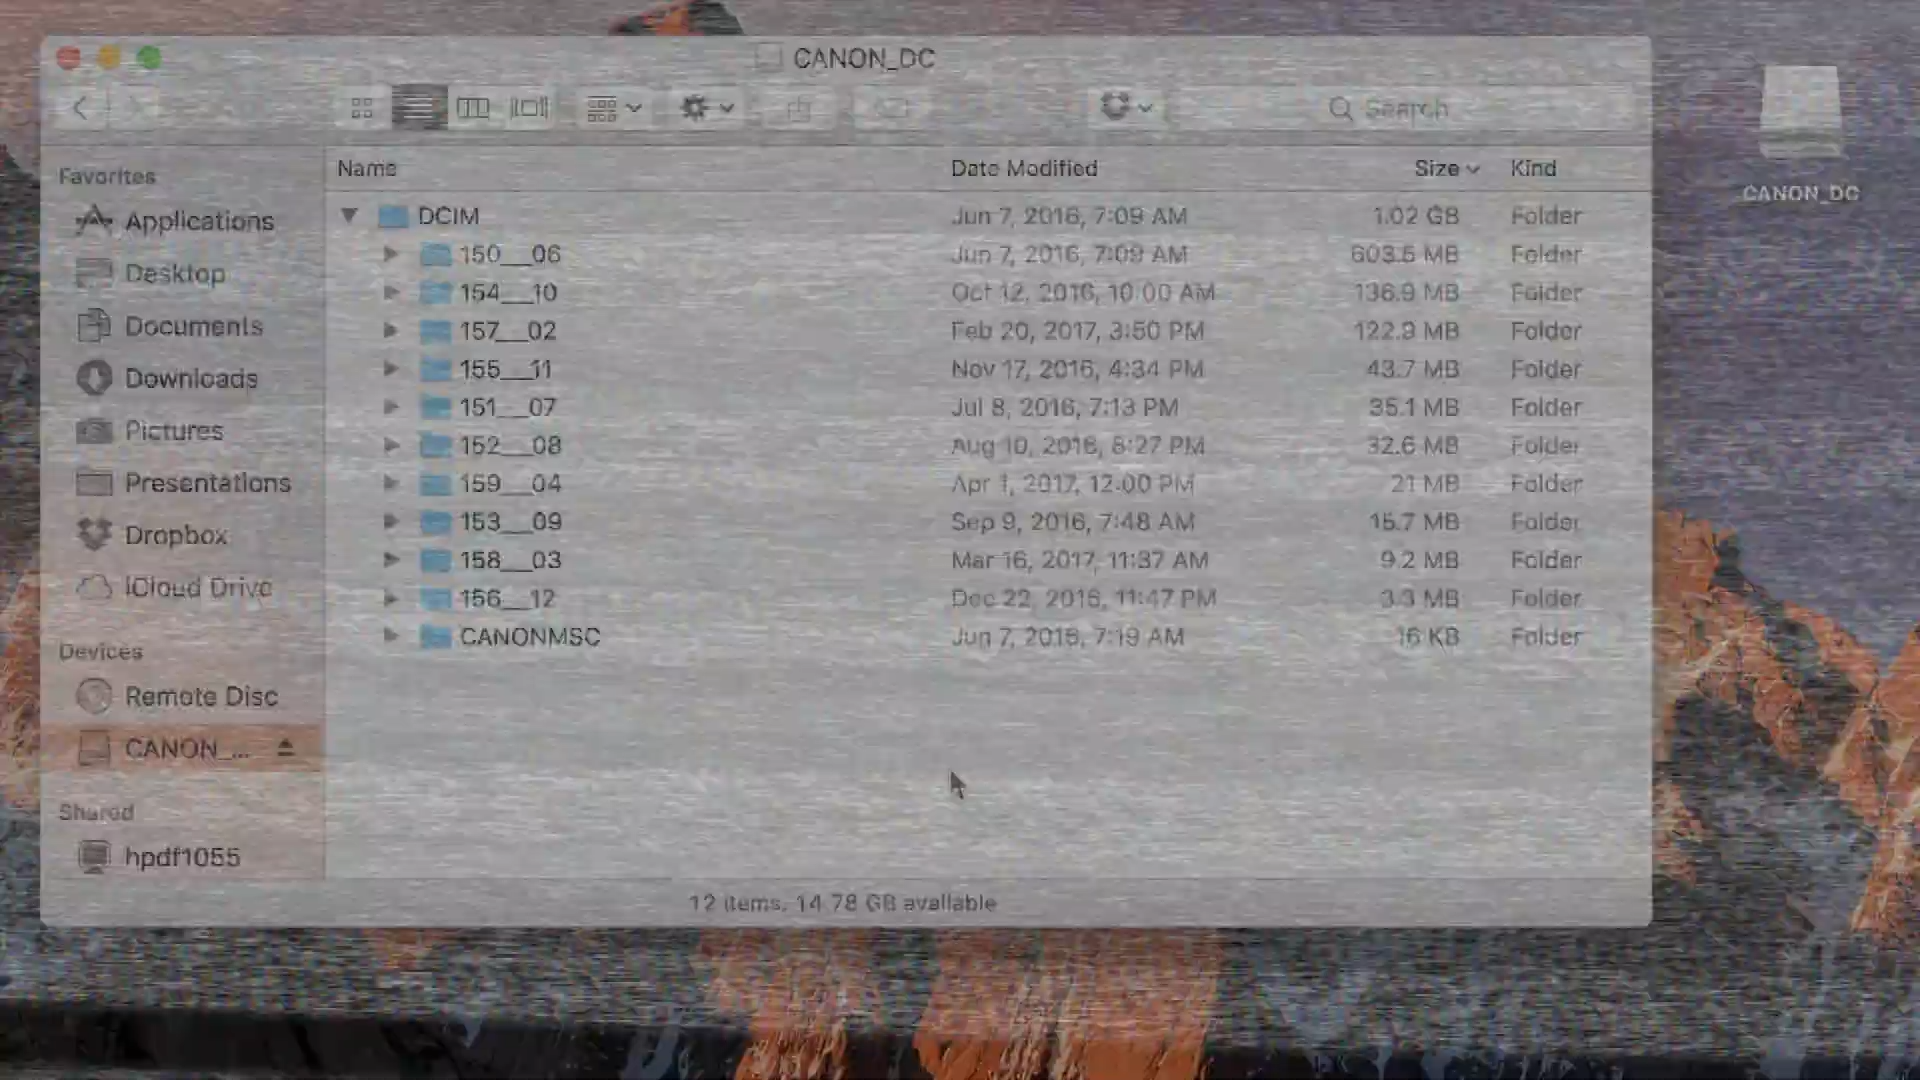 CANON_DC
Search
CANON_DC
Name Date Modified Size Kind
Favorites
Applications
Desktop
Documents
Downloads
Pictures
Presentations
Dropbox
iCloud Drive
Devices
Remote Disc
CANON_...
Shared
hpdf1055
DCIM Jun 7, 2016, 7:09 AM 1.02 GB Folder
150__06 Jun 7, 2016, 7:09 AM 603.5 MB Folder
154__10 Oct 12, 2016, 10:00 AM 136.9 MB Folder
157__02 Feb 20, 2017, 3:50 PM 122.9 MB Folder
155__11 Nov 17, 2016, 4:34 PM 43.7 MB Folder
151__07 Jul 8, 2016, 7:13 PM 35.1 MB Folder
152__08 Aug 10, 2016, 8:27 PM 32.6 MB Folder
159__04 Apr 1, 2017, 12:00 PM 21 MB Folder
153__09 Sep 9, 2016, 7:48 AM 15.7 MB Folder
158__03 Mar 16, 2017, 11:37 AM 9.2 MB Folder
156__12 Dec 22, 2016, 11:47 PM 3.3 MB Folder
CANONMSC Jun 7, 2016, 7:19 AM 16 KB Folder
12 items, 14.78 GB available